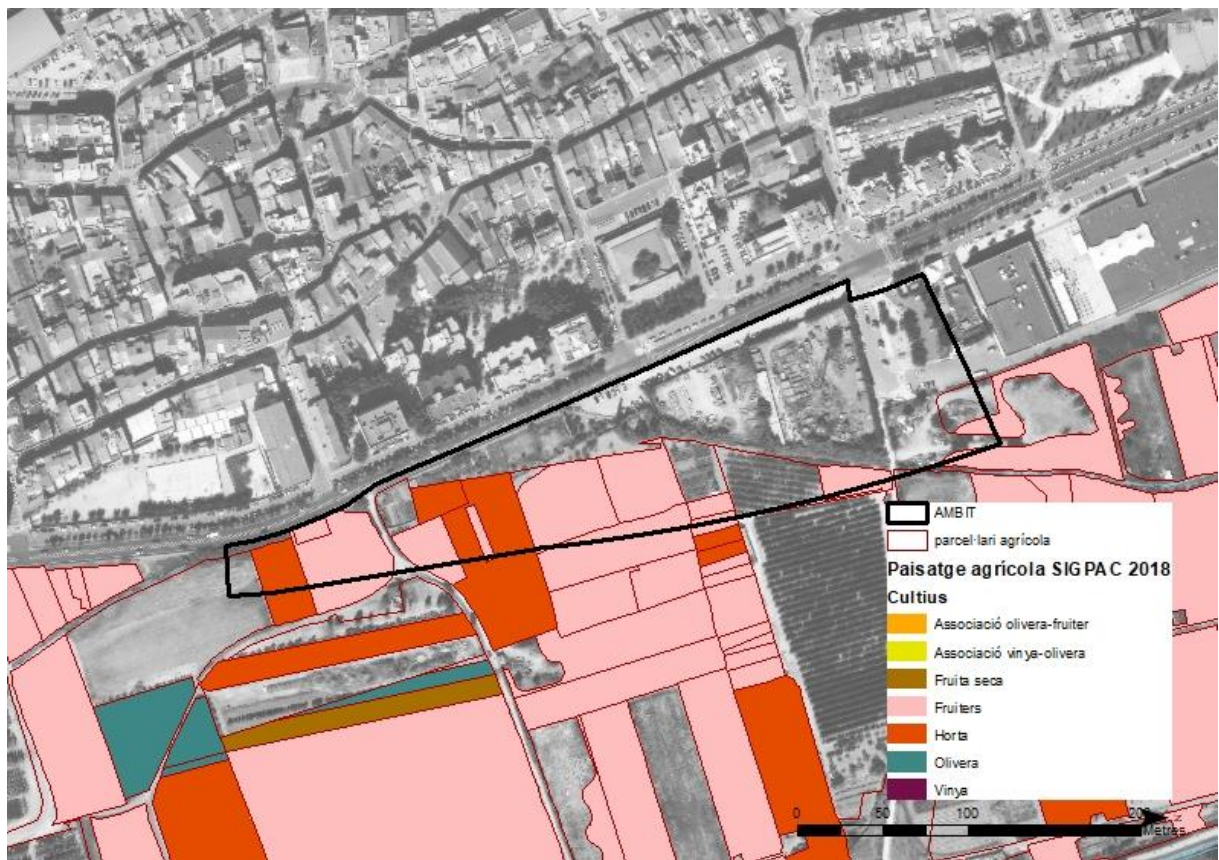 AMBIT
parcel·lari agrícola
Paisatge agrícola SIGPAC 2018
Cultius
Associació olivera-fruiter
Associació vinya-olivera
Fruita seca
Fruiters
Horta
Olivera
Vinya
0 50 100 200
Metres